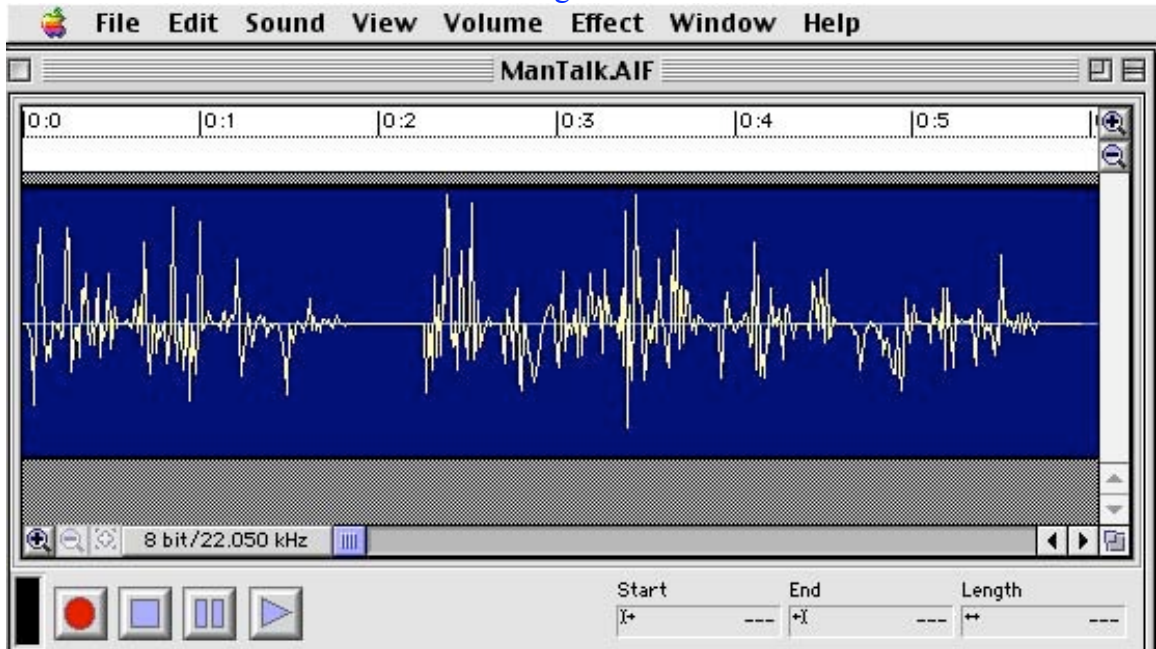 File Edit Sound View Volume Effect Window Help
ManTalk.AIF
0:0 0:1 0:2 0:3 0:4 0:5
8 bit/22.050 kHz
Start End Length
--- --- ---